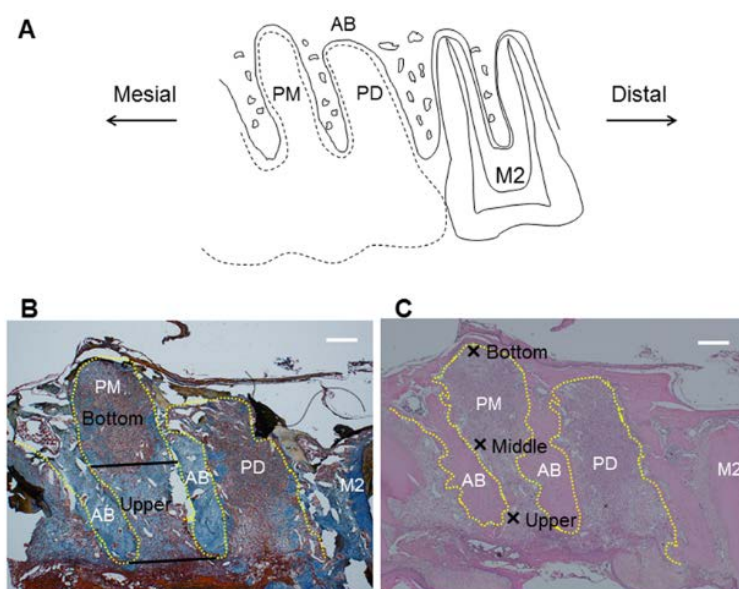 A
AB
Mesial
PM
PD
Distal
M2
B
PM
Bottom
AB
PD
Upper
AB
M2
C
Bottom
PM
Middle
AB
PD
AB
M2
Upper